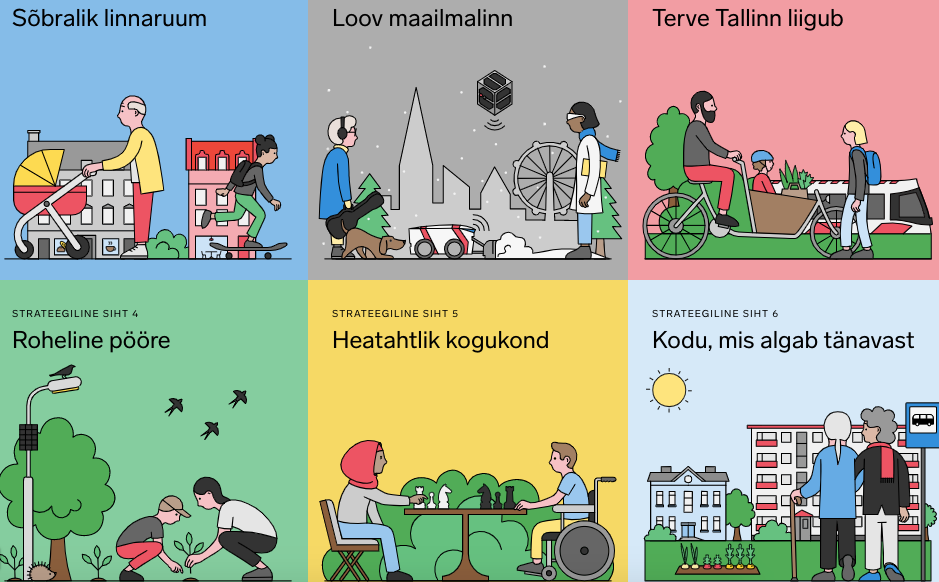 Sõbralik linnaruum
Loov maailmalinn
Terve Tallinn liigub
STRATEEGILINE SIHT 4
Roheline pööre
STRATEEGILINE SIHT 5
Heatahtlik kogukond
STRATEEGILINE SIHT 6
Kodu, mis algab tänavast